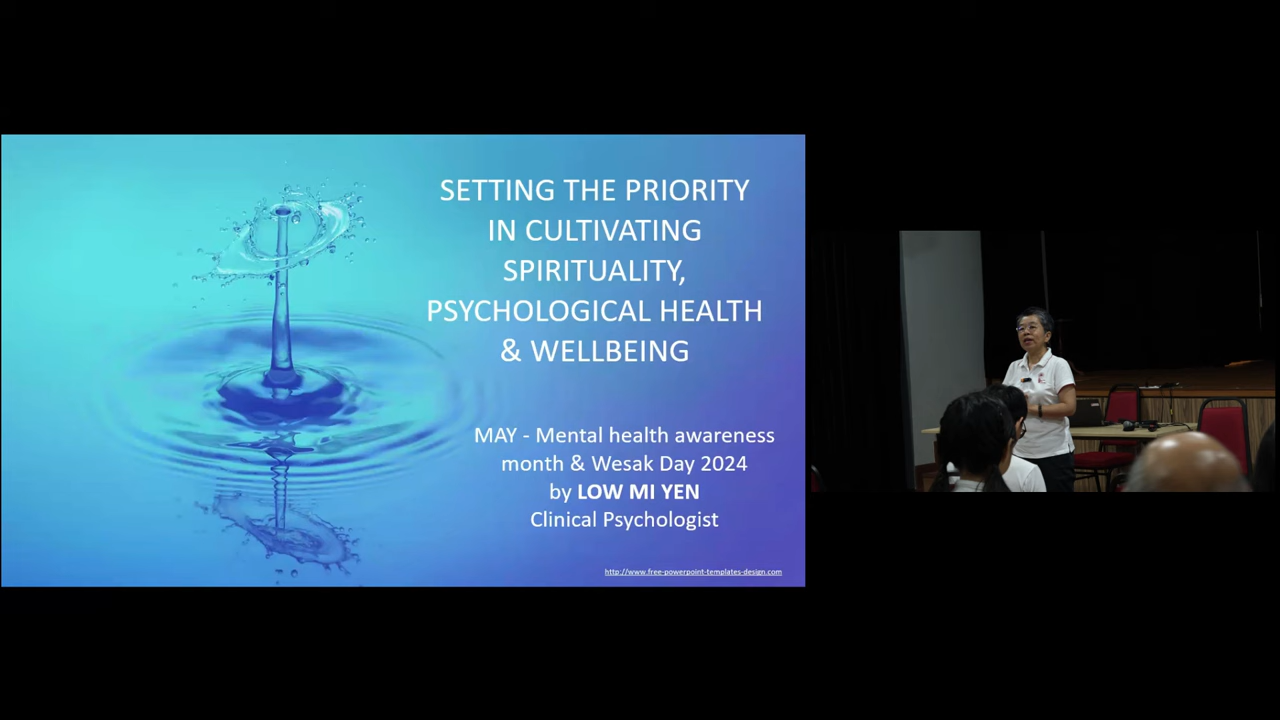 SETTING THE PRIORITY
IN CULTIVATING
SPIRITUALITY,
PSYCHOLOGICAL HEALTH
& WELLBEING
MAY - Mental health awareness
month & Wesak Day 2024
by LOW MI YEN
Clinical Psychologist
http://www.free-powerpoint-templates-design.com